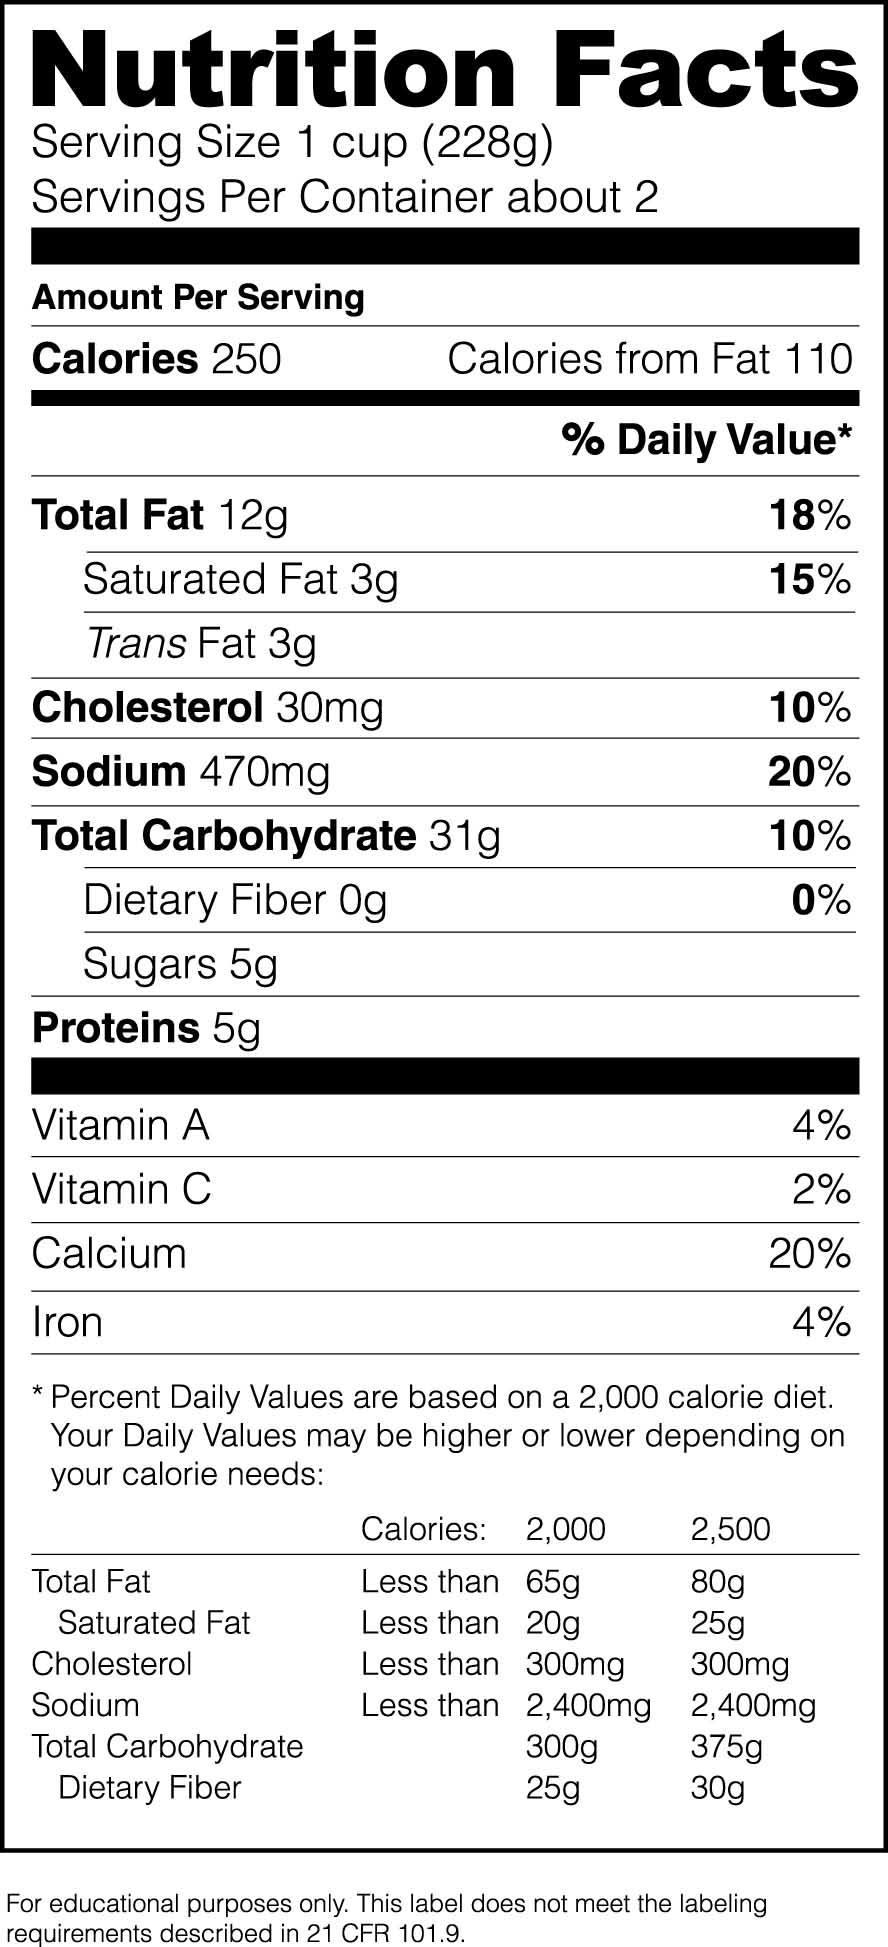 Nutrition Facts
Serving Size 1 cup (228g)
Servings Per Container about 2
Amount Per Serving
Calories 250 Calories from Fat 110
% Daily Value*
Total Fat 12g 18%
Saturated Fat 3g 15%
Trans Fat 3g
Cholesterol 30mg 10%
Sodium 470mg 20%
Total Carbohydrate 31g 10%
Dietary Fiber 0g 0%
Sugars 5g
Proteins 5g
Vitamin A 4%
Vitamin C 2%
Calcium 20%
Iron 4%
* Percent Daily Values are based on a 2,000 calorie diet.
Your Daily Values may be higher or lower depending on
your calorie needs:
Calories: 2,000 2,500
Total Fat Less than 65g 80g
Saturated Fat Less than 20g 25g
Cholesterol Less than 300mg 300mg
Sodium Less than 2,400mg 2,400mg
Total Carbohydrate 300g 375g
Dietary Fiber 25g 30g
For educational purposes only. This label does not meet the labeling
requirements described in 21 CFR 101.9.